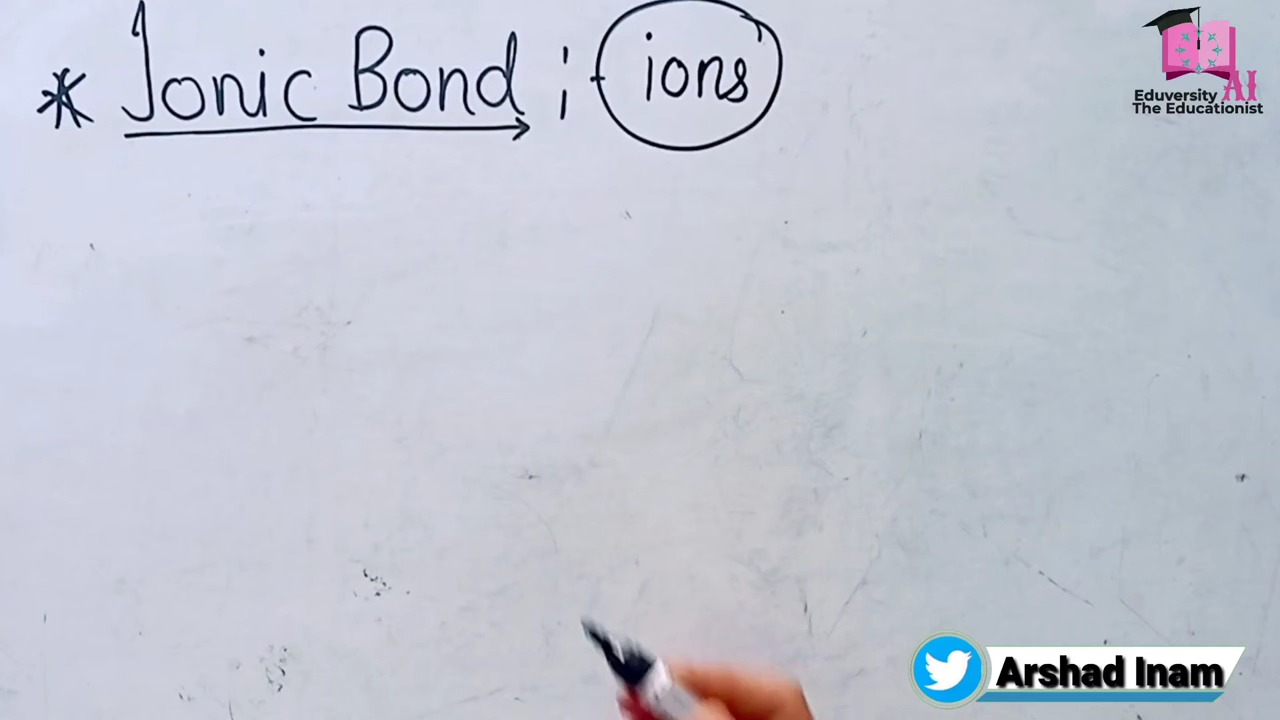 * Ionic Bond : ions
Eduversity AI
The Educationist
Arshad Inam